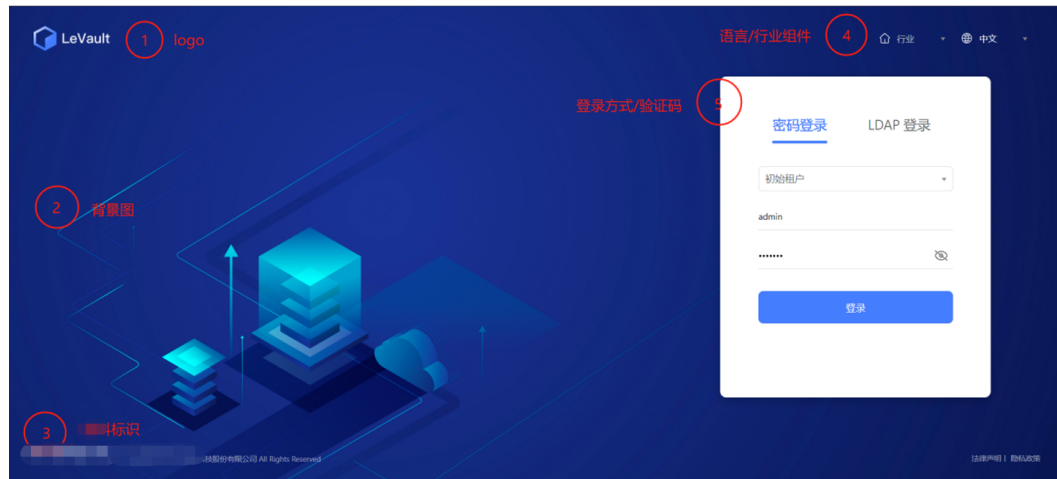 LeVault
1 logo
语言/行业组件 4
行业
中文
登录方式/验证码 5
密码登录 LDAP 登录
初始租户
admin
•••••••
登录
2 背景图
3 标识
技股份有限公司 All Rights Reserved
法律声明 | 隐私政策